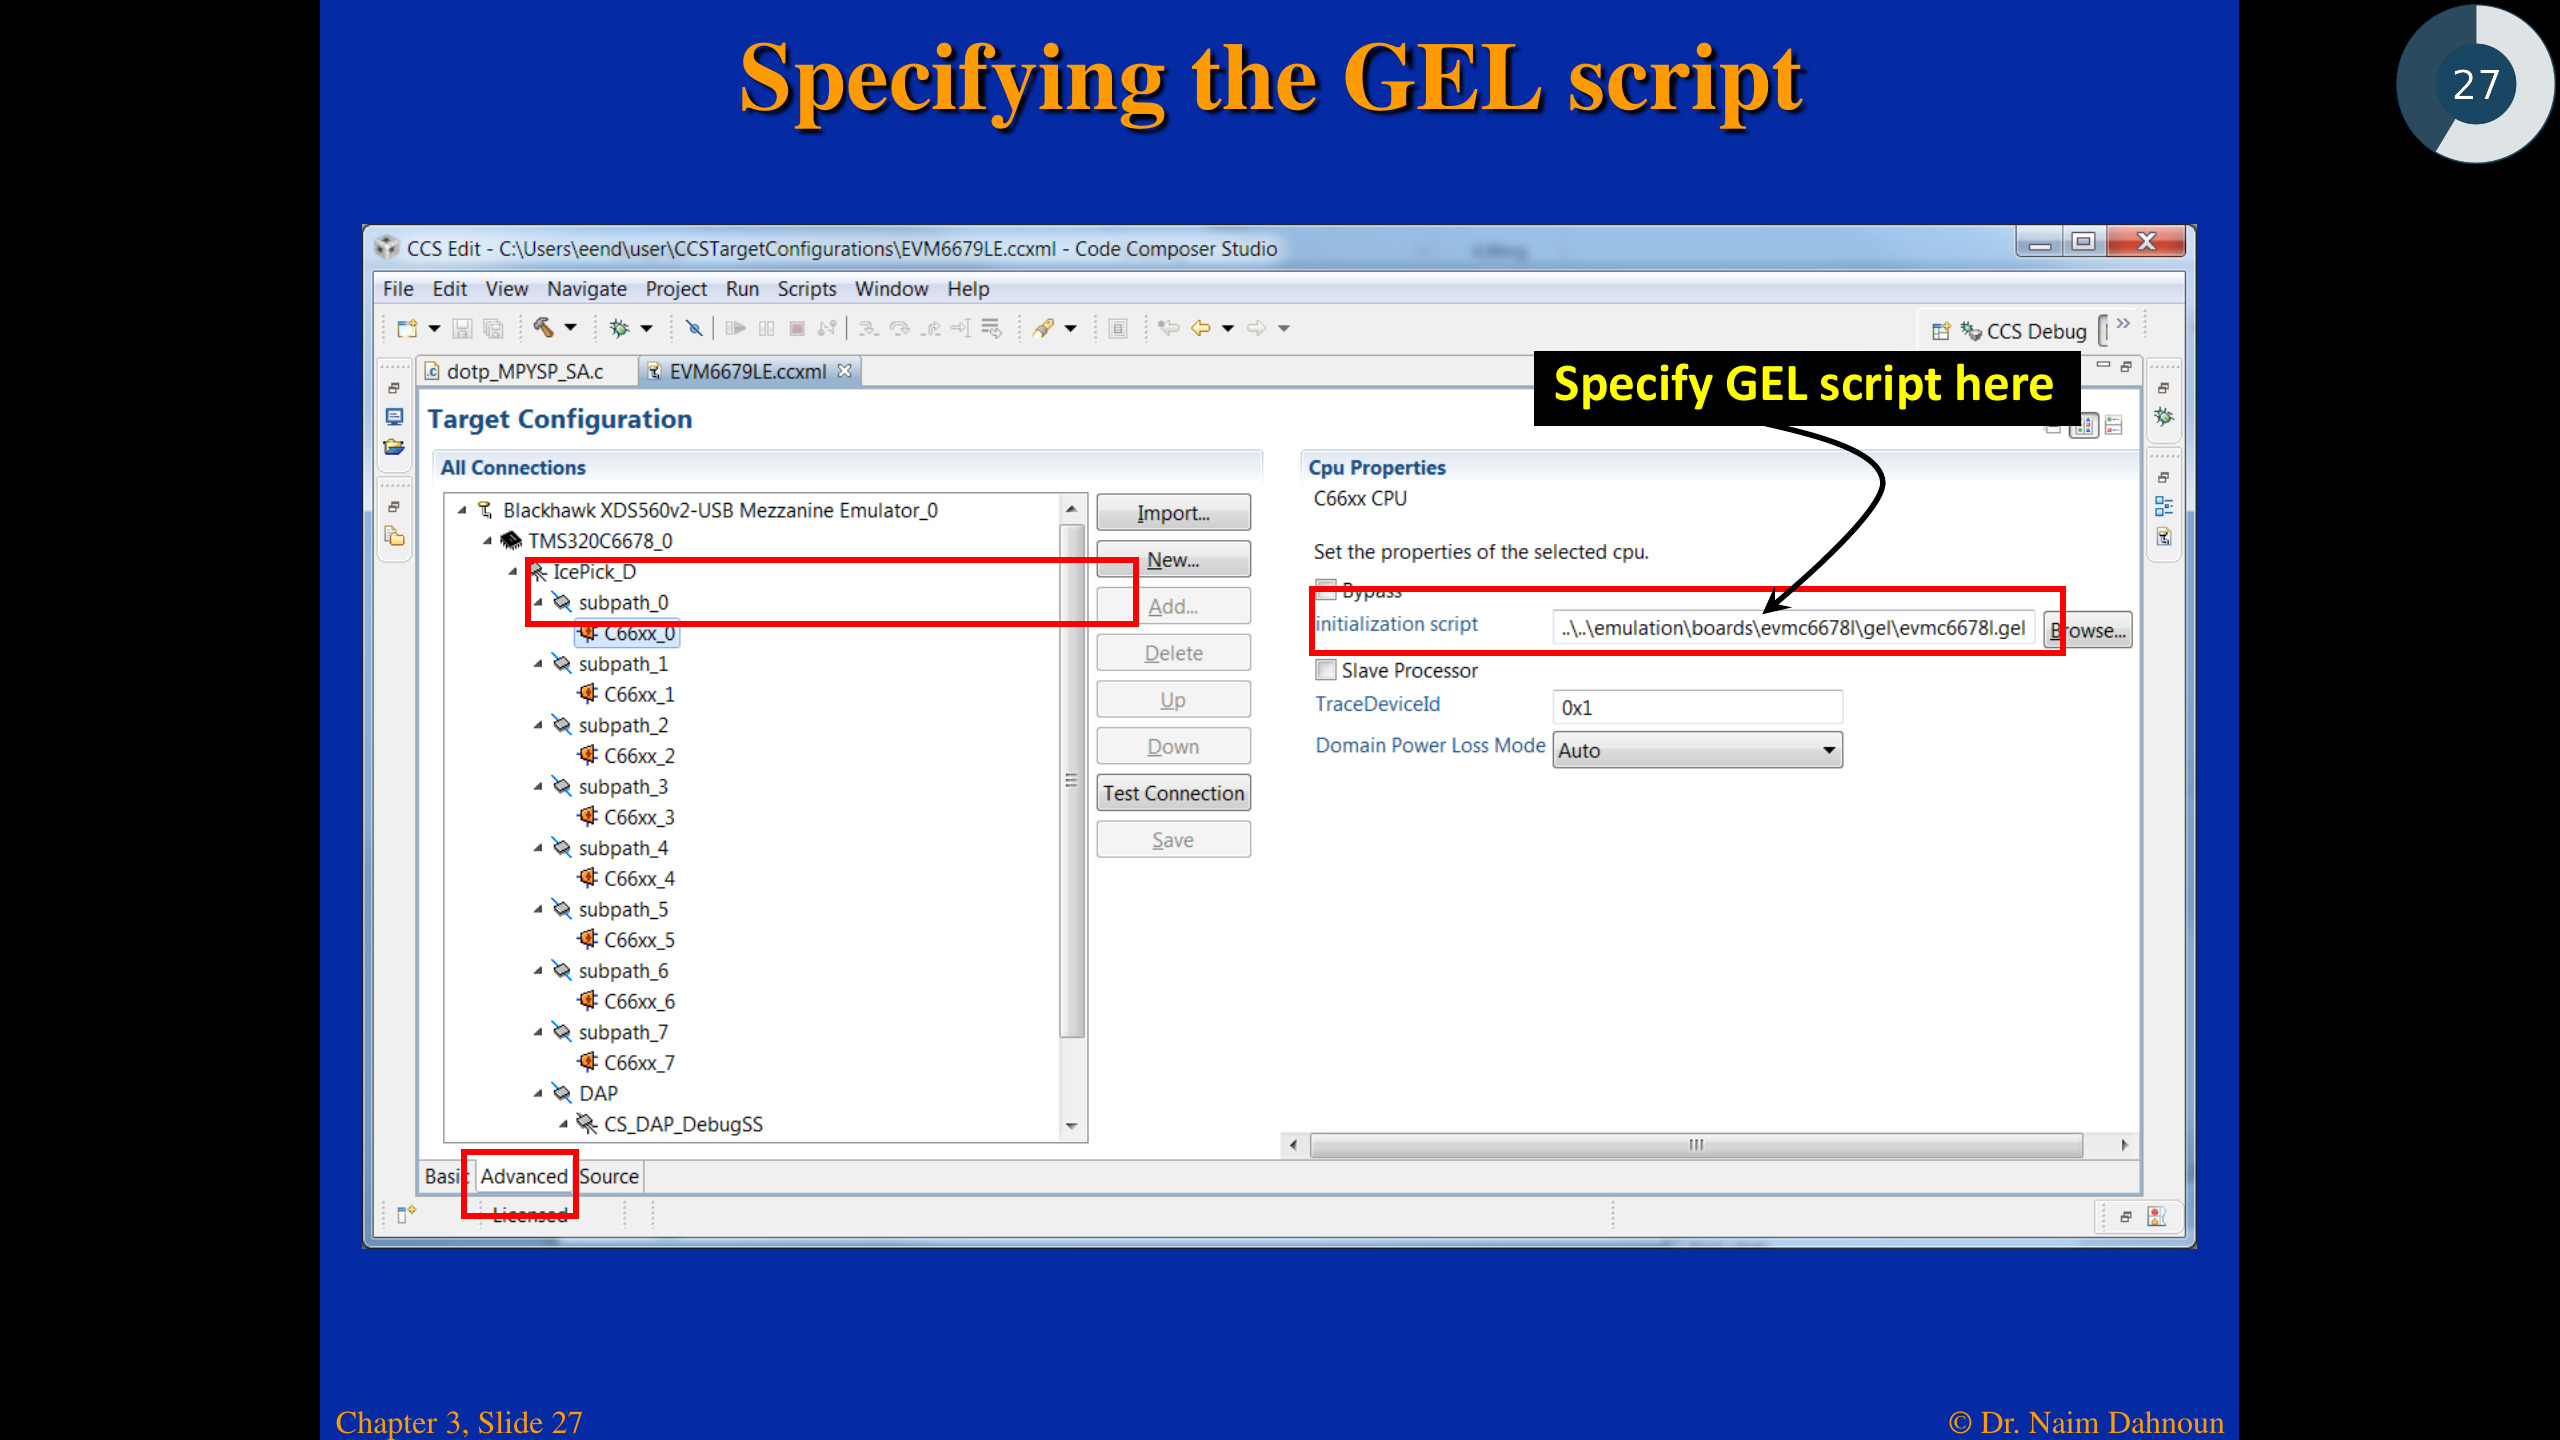 Specifying the GEL script
27
CCS Edit - C:\Users\eend\user\CCSTargetConfigurations\EVM6679LE.ccxml - Code Composer Studio
File Edit View Navigate Project Run Scripts Window Help
CCS Debug
dotp_MPYSP_SA.c
EVM6679LE.ccxml
Specify GEL script here
Target Configuration
All Connections
Blackhawk XDS560v2-USB Mezzanine Emulator_0
TMS320C6678_0
IcePick_D
subpath_0
C66xx_0
subpath_1
C66xx_1
subpath_2
C66xx_2
subpath_3
C66xx_3
subpath_4
C66xx_4
subpath_5
C66xx_5
subpath_6
C66xx_6
subpath_7
C66xx_7
DAP
CS_DAP_DebugSS
Import...
New...
Add...
Delete
Up
Down
Test Connection
Save
Cpu Properties
C66xx CPU
Set the properties of the selected cpu.
Bypass
initialization script
..\..\emulation\boards\evmc6678l\gel\evmc6678l.gel
Browse...
Slave Processor
TraceDeviceId
0x1
Domain Power Loss Mode
Auto
Basic
Advanced
Source
Licensed
Chapter 3, Slide 27
© Dr. Naim Dahnoun